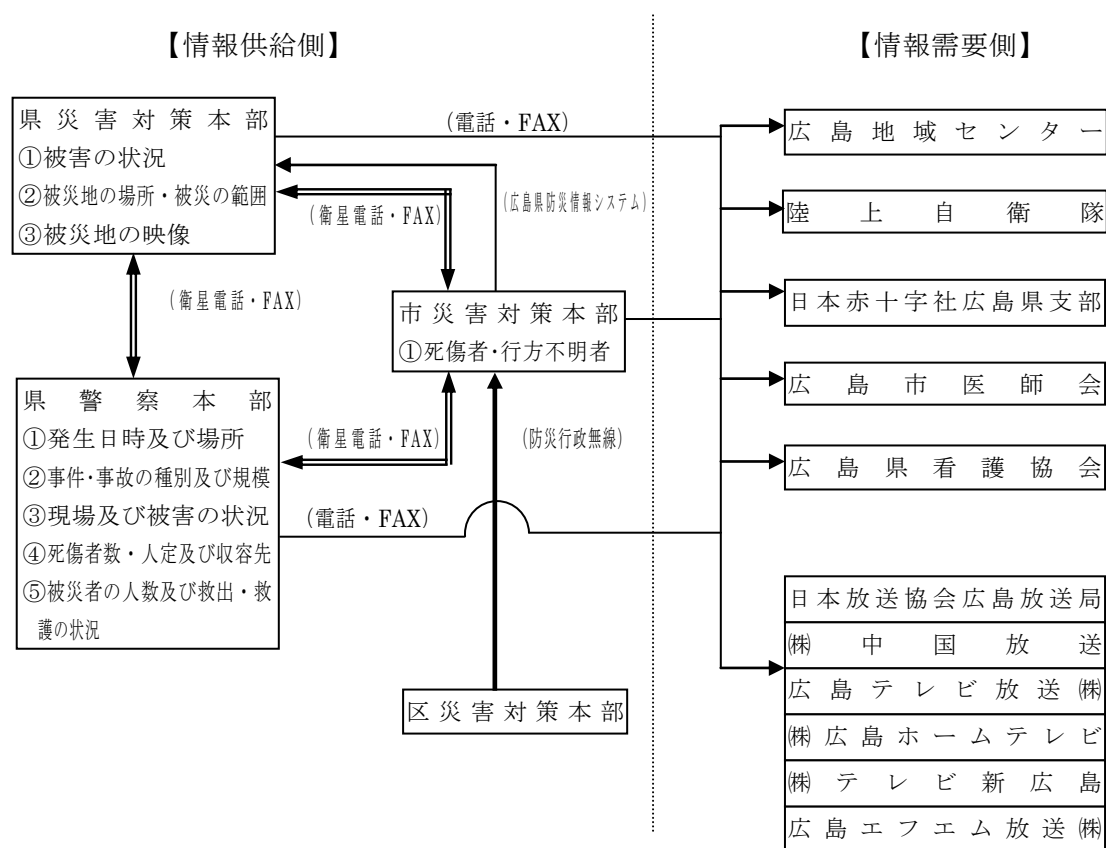 【情報供給側】
【情報需要側】
県災害対策本部
①被害の状況
②被災地の場所・被災の範囲
③被災地の映像
(電話・FAX)
(衛星電話・FAX)
(広島県防災情報システム)
(衛星電話・FAX)
市災害対策本部
①死傷者・行方不明者
県警察本部
①発生日時及び場所
②事件・事故の種別及び規模
③現場及び被害の状況
④死傷者数・人定及び収容先
⑤被災者の人数及び救出・救
護の状況
(衛星電話・FAX)
(防災行政無線)
(電話・FAX)
区災害対策本部
広島地域センター
陸上自衛隊
日本赤十字社広島県支部
広島市医師会
広島県看護協会
日本放送協会広島放送局
㈱中国放送
広島テレビ放送㈱
㈱広島ホームテレビ
㈱テレビ新広島
広島エフエム放送㈱